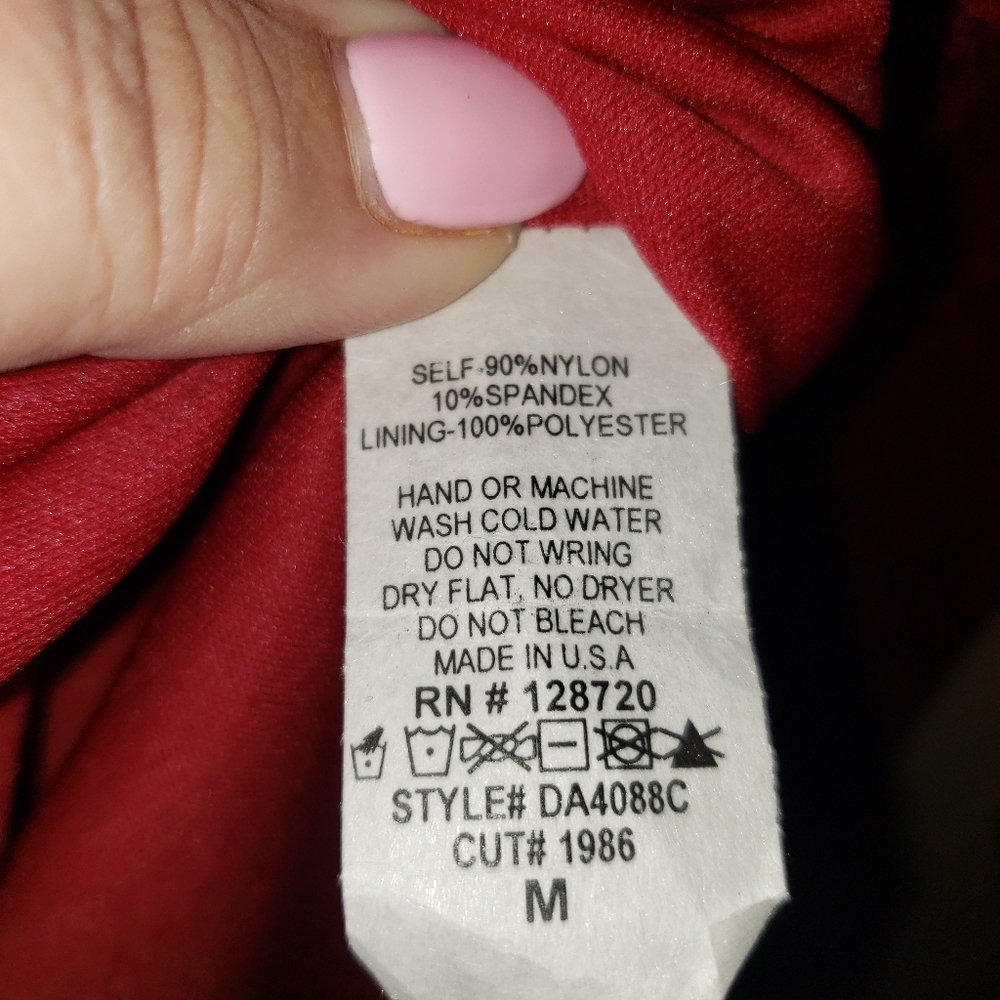 SELF-90%NYLON
10%SPANDEX
LINING-100%POLYESTER
HAND OR MACHINE
WASH COLD WATER
DO NOT WRING
DRY FLAT, NO DRYER
DO NOT BLEACH
MADE IN U.S.A
RN # 128720
STYLE# DA4088C
CUT# 1986
M